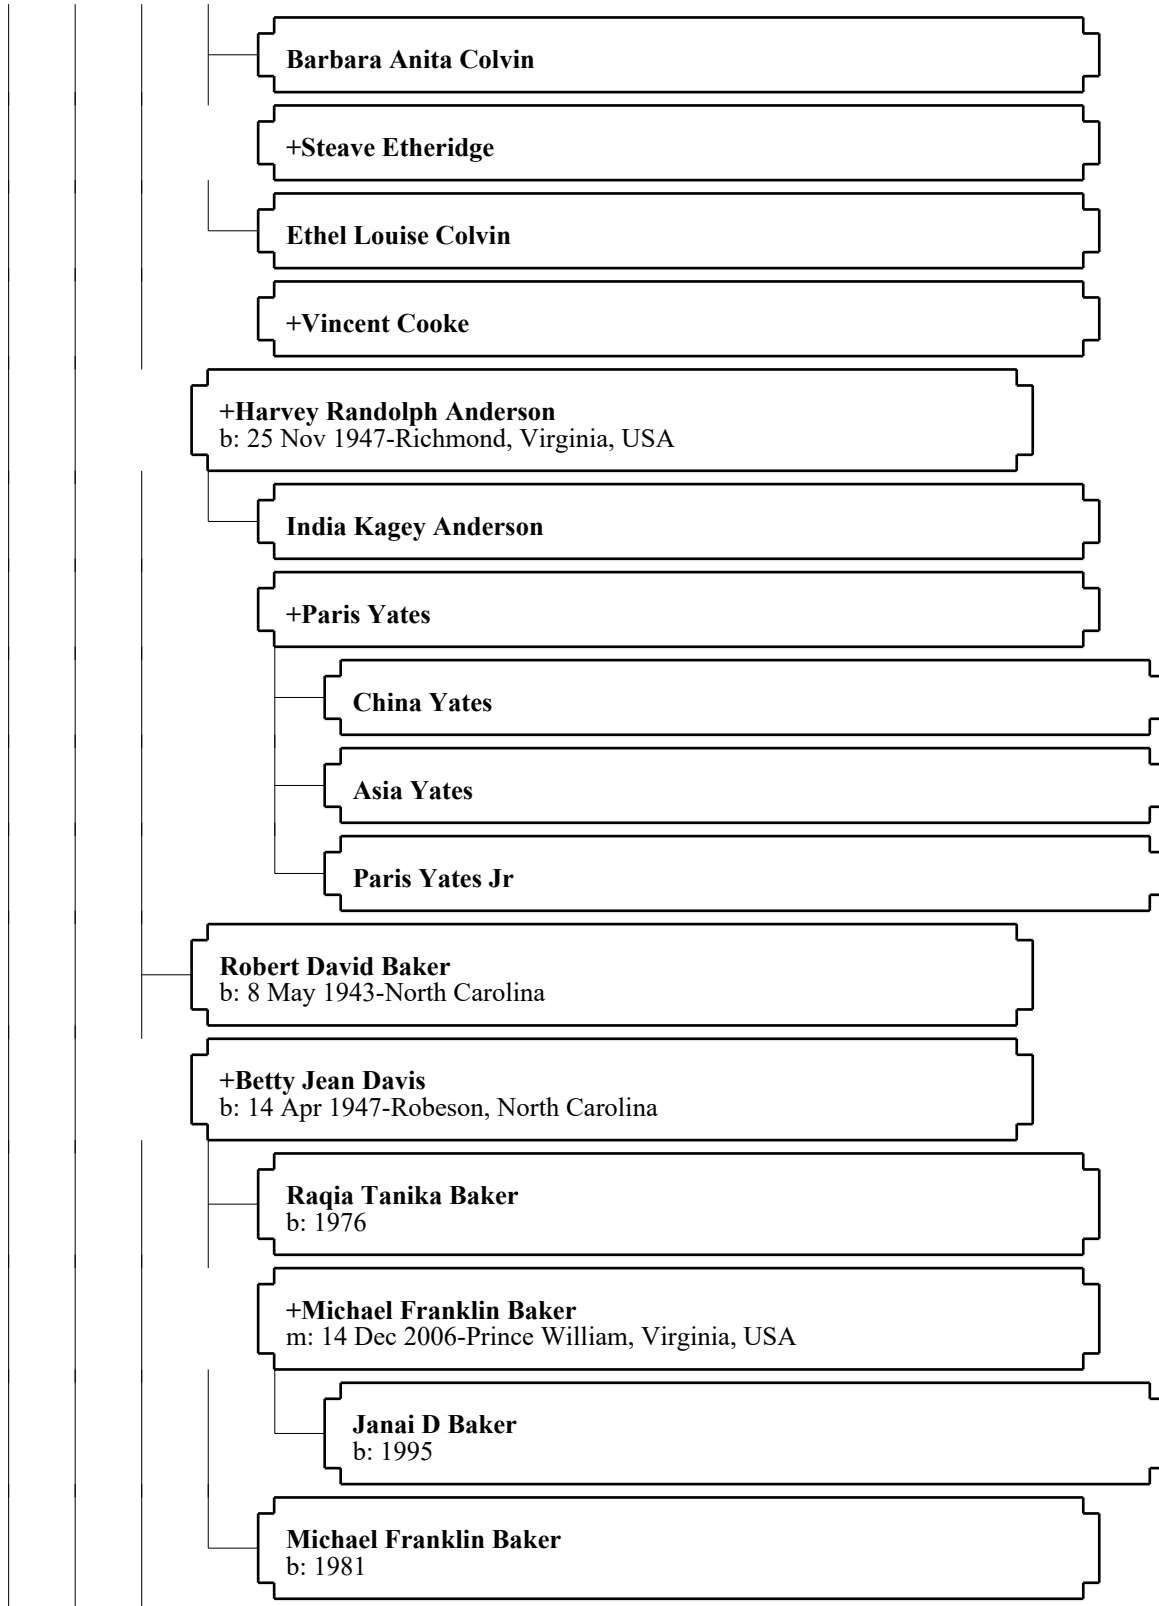 Barbara Anita Colvin
+Steave Etheridge
Ethel Louise Colvin
+Vincent Cooke
+Harvey Randolph Anderson
b: 25 Nov 1947-Richmond, Virginia, USA
India Kagey Anderson
+Paris Yates
China Yates
Asia Yates
Paris Yates Jr
Robert David Baker
b: 8 May 1943-North Carolina
+Betty Jean Davis
b: 14 Apr 1947-Robeson, North Carolina
Raqia Tanika Baker
b: 1976
+Michael Franklin Baker
m: 14 Dec 2006-Prince William, Virginia, USA
Janai D Baker
b: 1995
Michael Franklin Baker
b: 1981